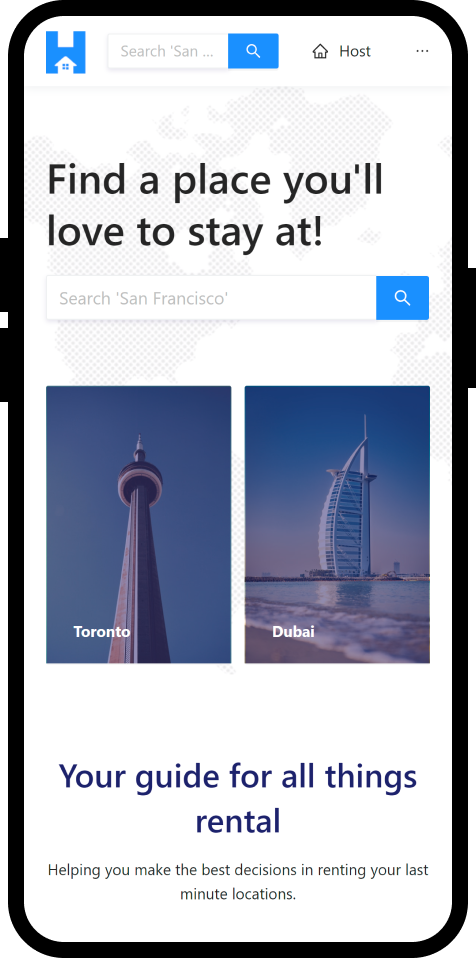 Search 'San ...
Host
Find a place you'll
love to stay at!
Search 'San Francisco'
Toronto
Dubai
Your guide for all things
rental
Helping you make the best decisions in renting your last
minute locations.